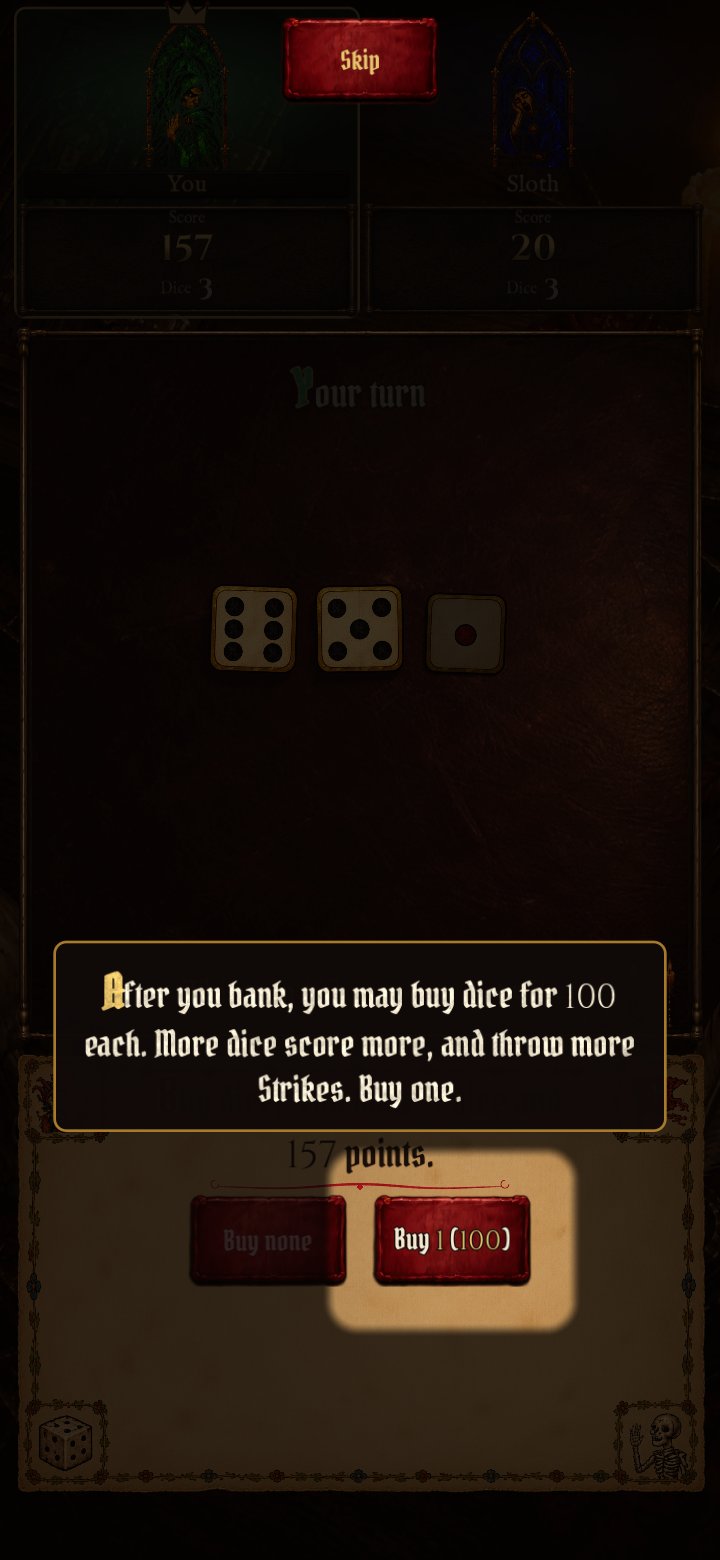 Skip
You
Sloth
Score
157
Dice 3
Score
20
Dice 3
Your turn
After you bank, you may buy dice for 100
each. More dice score more, and throw more
Strikes. Buy one.
157 points.
Buy none
Buy 1 (100)